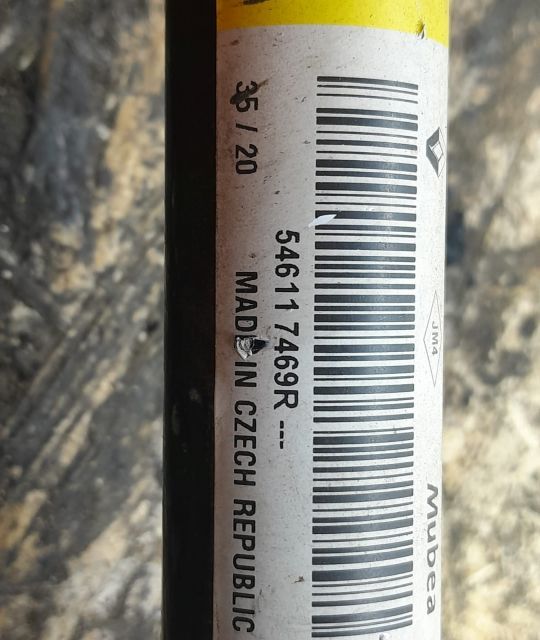 JM4
Mubea
54611 7469R ---
35 / 20
MADE IN CZECH REPUBLIC